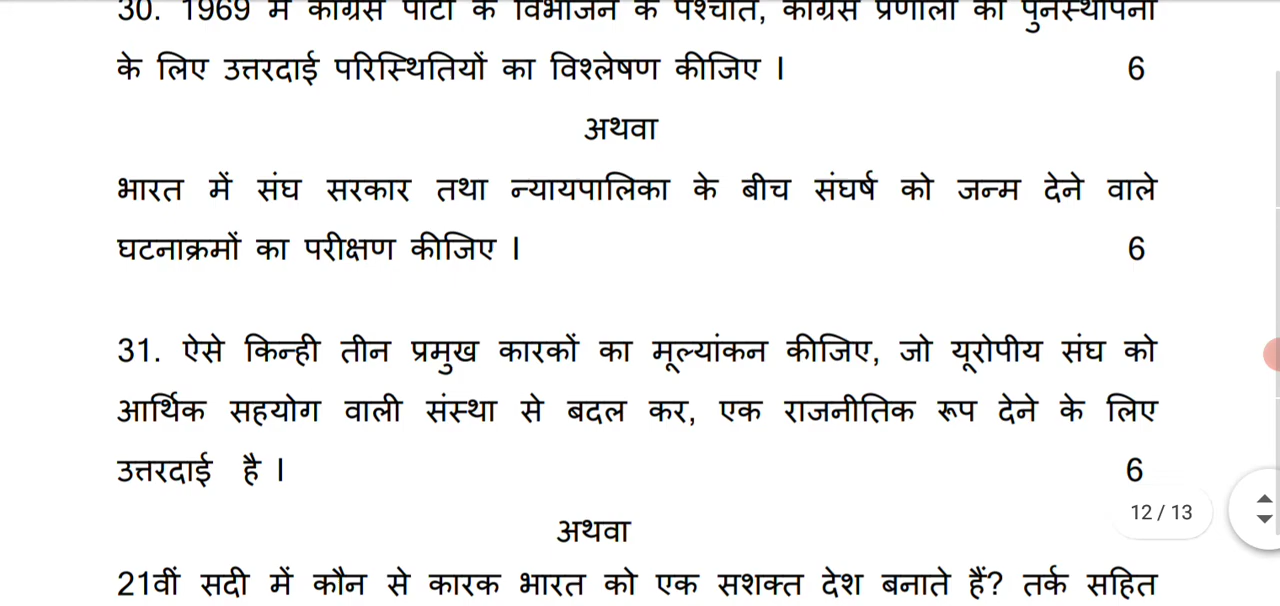 30. 1969 में कांग्रेस पार्टी के विभाजन के पश्चात, कांग्रेस प्रणाली की पुनर्स्थापना
के लिए उत्तरदाई परिस्थितियों का विश्लेषण कीजिए । 6
अथवा
भारत में संघ सरकार तथा न्यायपालिका के बीच संघर्ष को जन्म देने वाले
घटनाक्रमों का परीक्षण कीजिए । 6
31. ऐसे किन्ही तीन प्रमुख कारकों का मूल्यांकन कीजिए, जो यूरोपीय संघ को
आर्थिक सहयोग वाली संस्था से बदल कर, एक राजनीतिक रूप देने के लिए
उत्तरदाई है । 6
12 / 13
अथवा
21वीं सदी में कौन से कारक भारत को एक सशक्त देश बनाते हैं? तर्क सहित